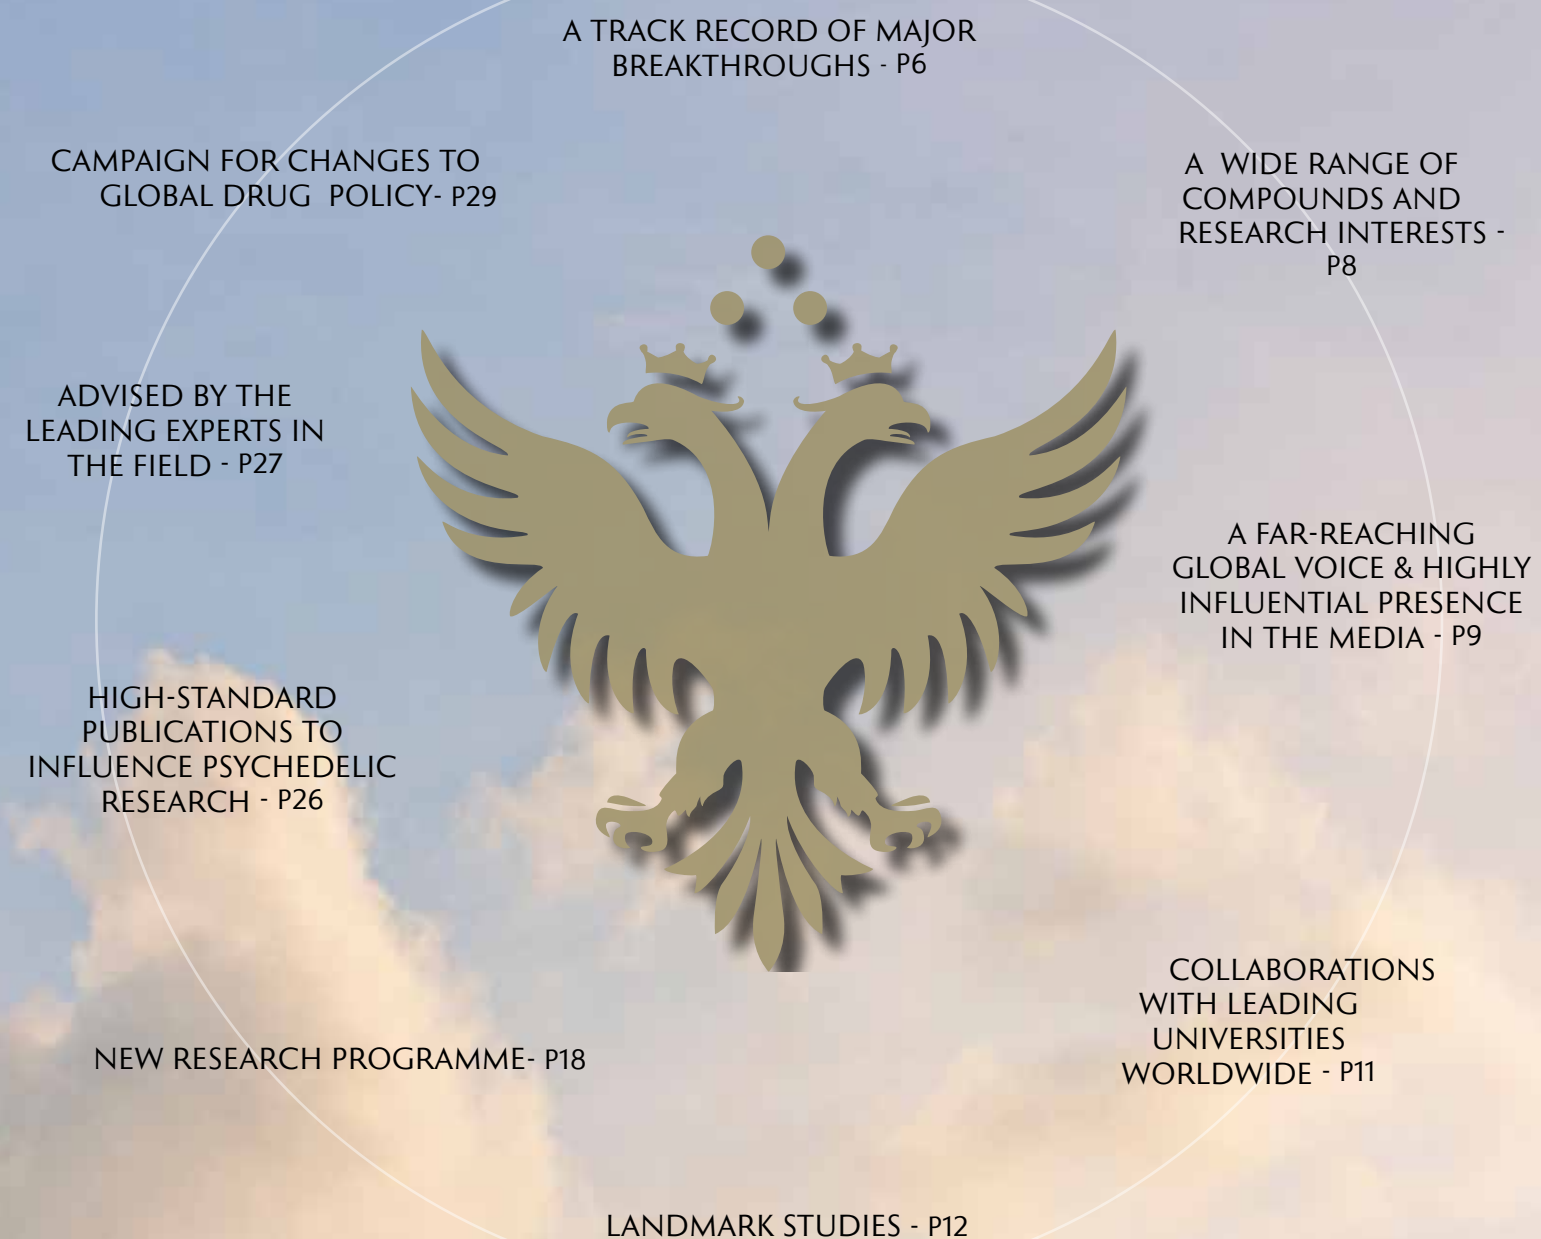 A TRACK RECORD OF MAJOR
BREAKTHROUGHS - P6
CAMPAIGN FOR CHANGES TO
GLOBAL DRUG POLICY- P29
A WIDE RANGE OF
COMPOUNDS AND
RESEARCH INTERESTS -
P8
ADVISED BY THE
LEADING EXPERTS IN
THE FIELD - P27
A FAR-REACHING
GLOBAL VOICE & HIGHLY
INFLUENTIAL PRESENCE
IN THE MEDIA - P9
HIGH-STANDARD
PUBLICATIONS TO
INFLUENCE PSYCHEDELIC
RESEARCH - P26
COLLABORATIONS
WITH LEADING
UNIVERSITIES
WORLDWIDE - P11
NEW RESEARCH PROGRAMME- P18
LANDMARK STUDIES - P12